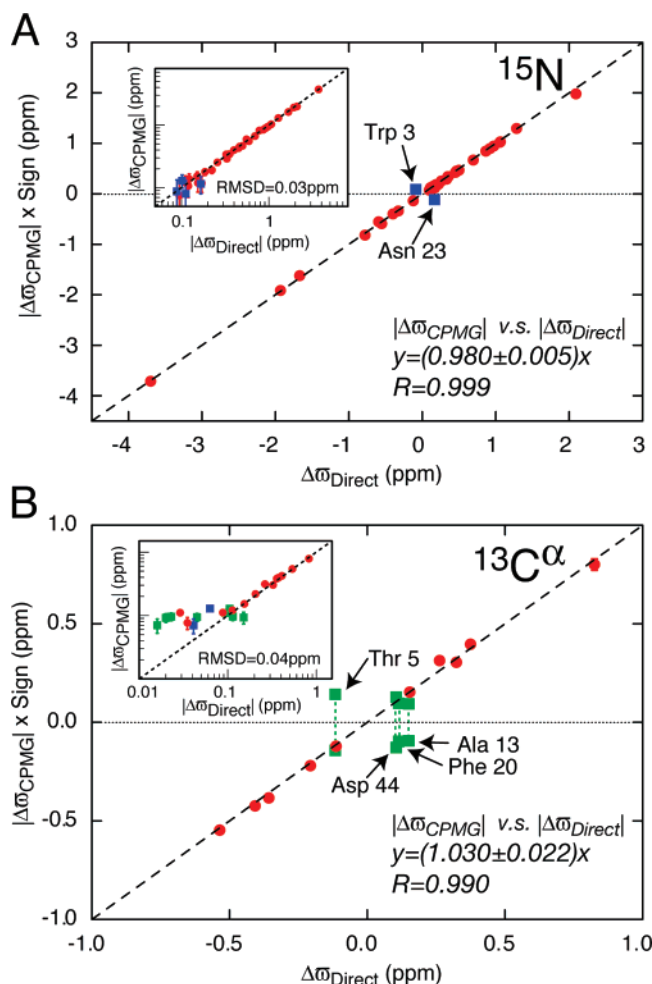 A
3
2
1
0
-1
-2
-3
-4
|Δϖ_CPMG| x Sign (ppm)
¹⁵N
|Δϖ_CPMG| (ppm)
RMSD=0.03ppm
0.1 1
|Δϖ_Direct| (ppm)
Trp 3
Asn 23
|Δϖ_CPMG| v.s. |Δϖ_Direct|
y=(0.980±0.005)x
R=0.999
-4 -3 -2 -1 0 1 2 3
Δϖ_Direct (ppm)
B
1.0
0.5
0.0
-0.5
-1.0
|Δϖ_CPMG| x Sign (ppm)
¹³Cᵅ
|Δϖ_CPMG| (ppm)
RMSD=0.04ppm
0.01 0.1 1
|Δϖ_Direct| (ppm)
Thr 5
Ala 13
Phe 20
Asp 44
|Δϖ_CPMG| v.s. |Δϖ_Direct|
y=(1.030±0.022)x
R=0.990
-1.0 -0.5 0.0 0.5 1.0
Δϖ_Direct (ppm)